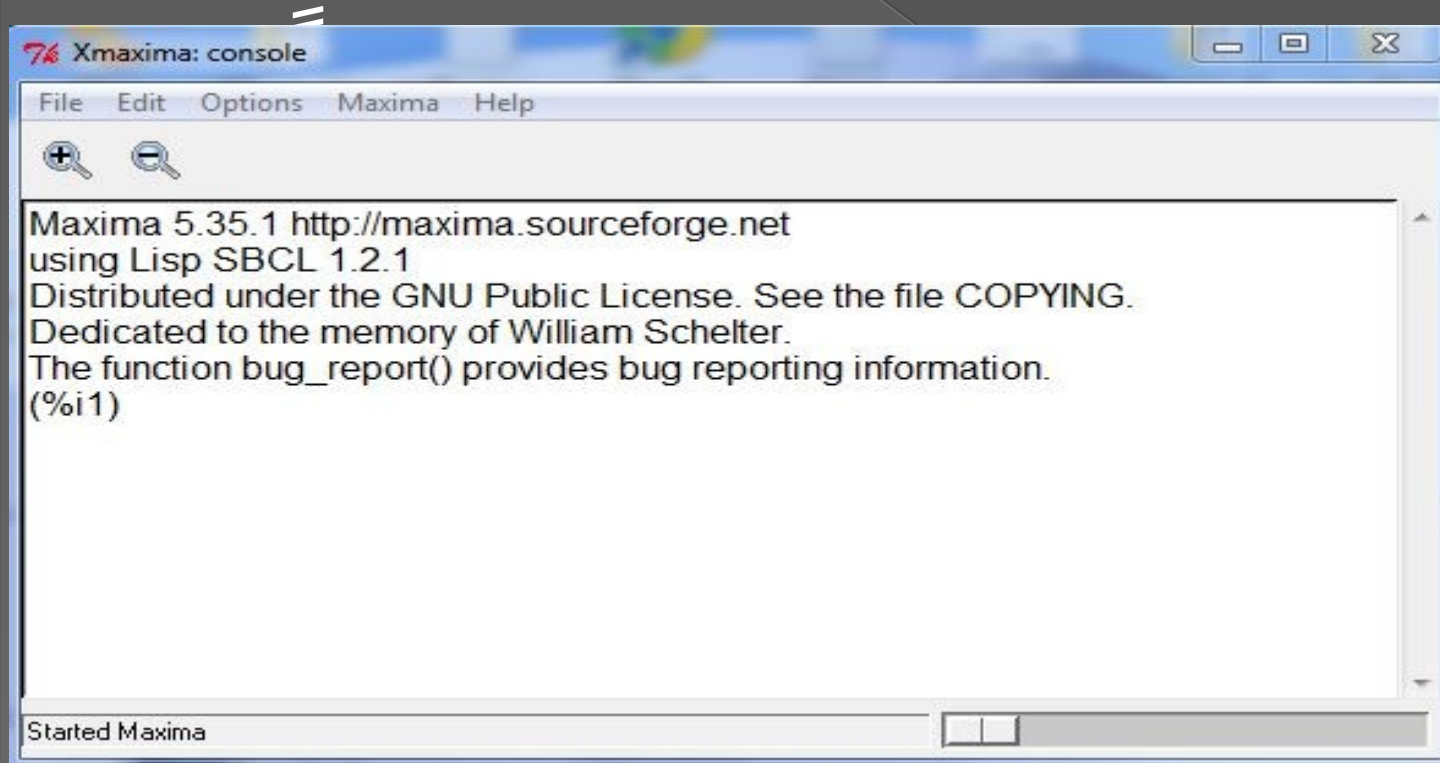 Xmaxima: console
File Edit Options Maxima Help
Maxima 5.35.1 http://maxima.sourceforge.net
using Lisp SBCL 1.2.1
Distributed under the GNU Public License. See the file COPYING.
Dedicated to the memory of William Schelter.
The function bug_report() provides bug reporting information.
(%i1)
Started Maxima